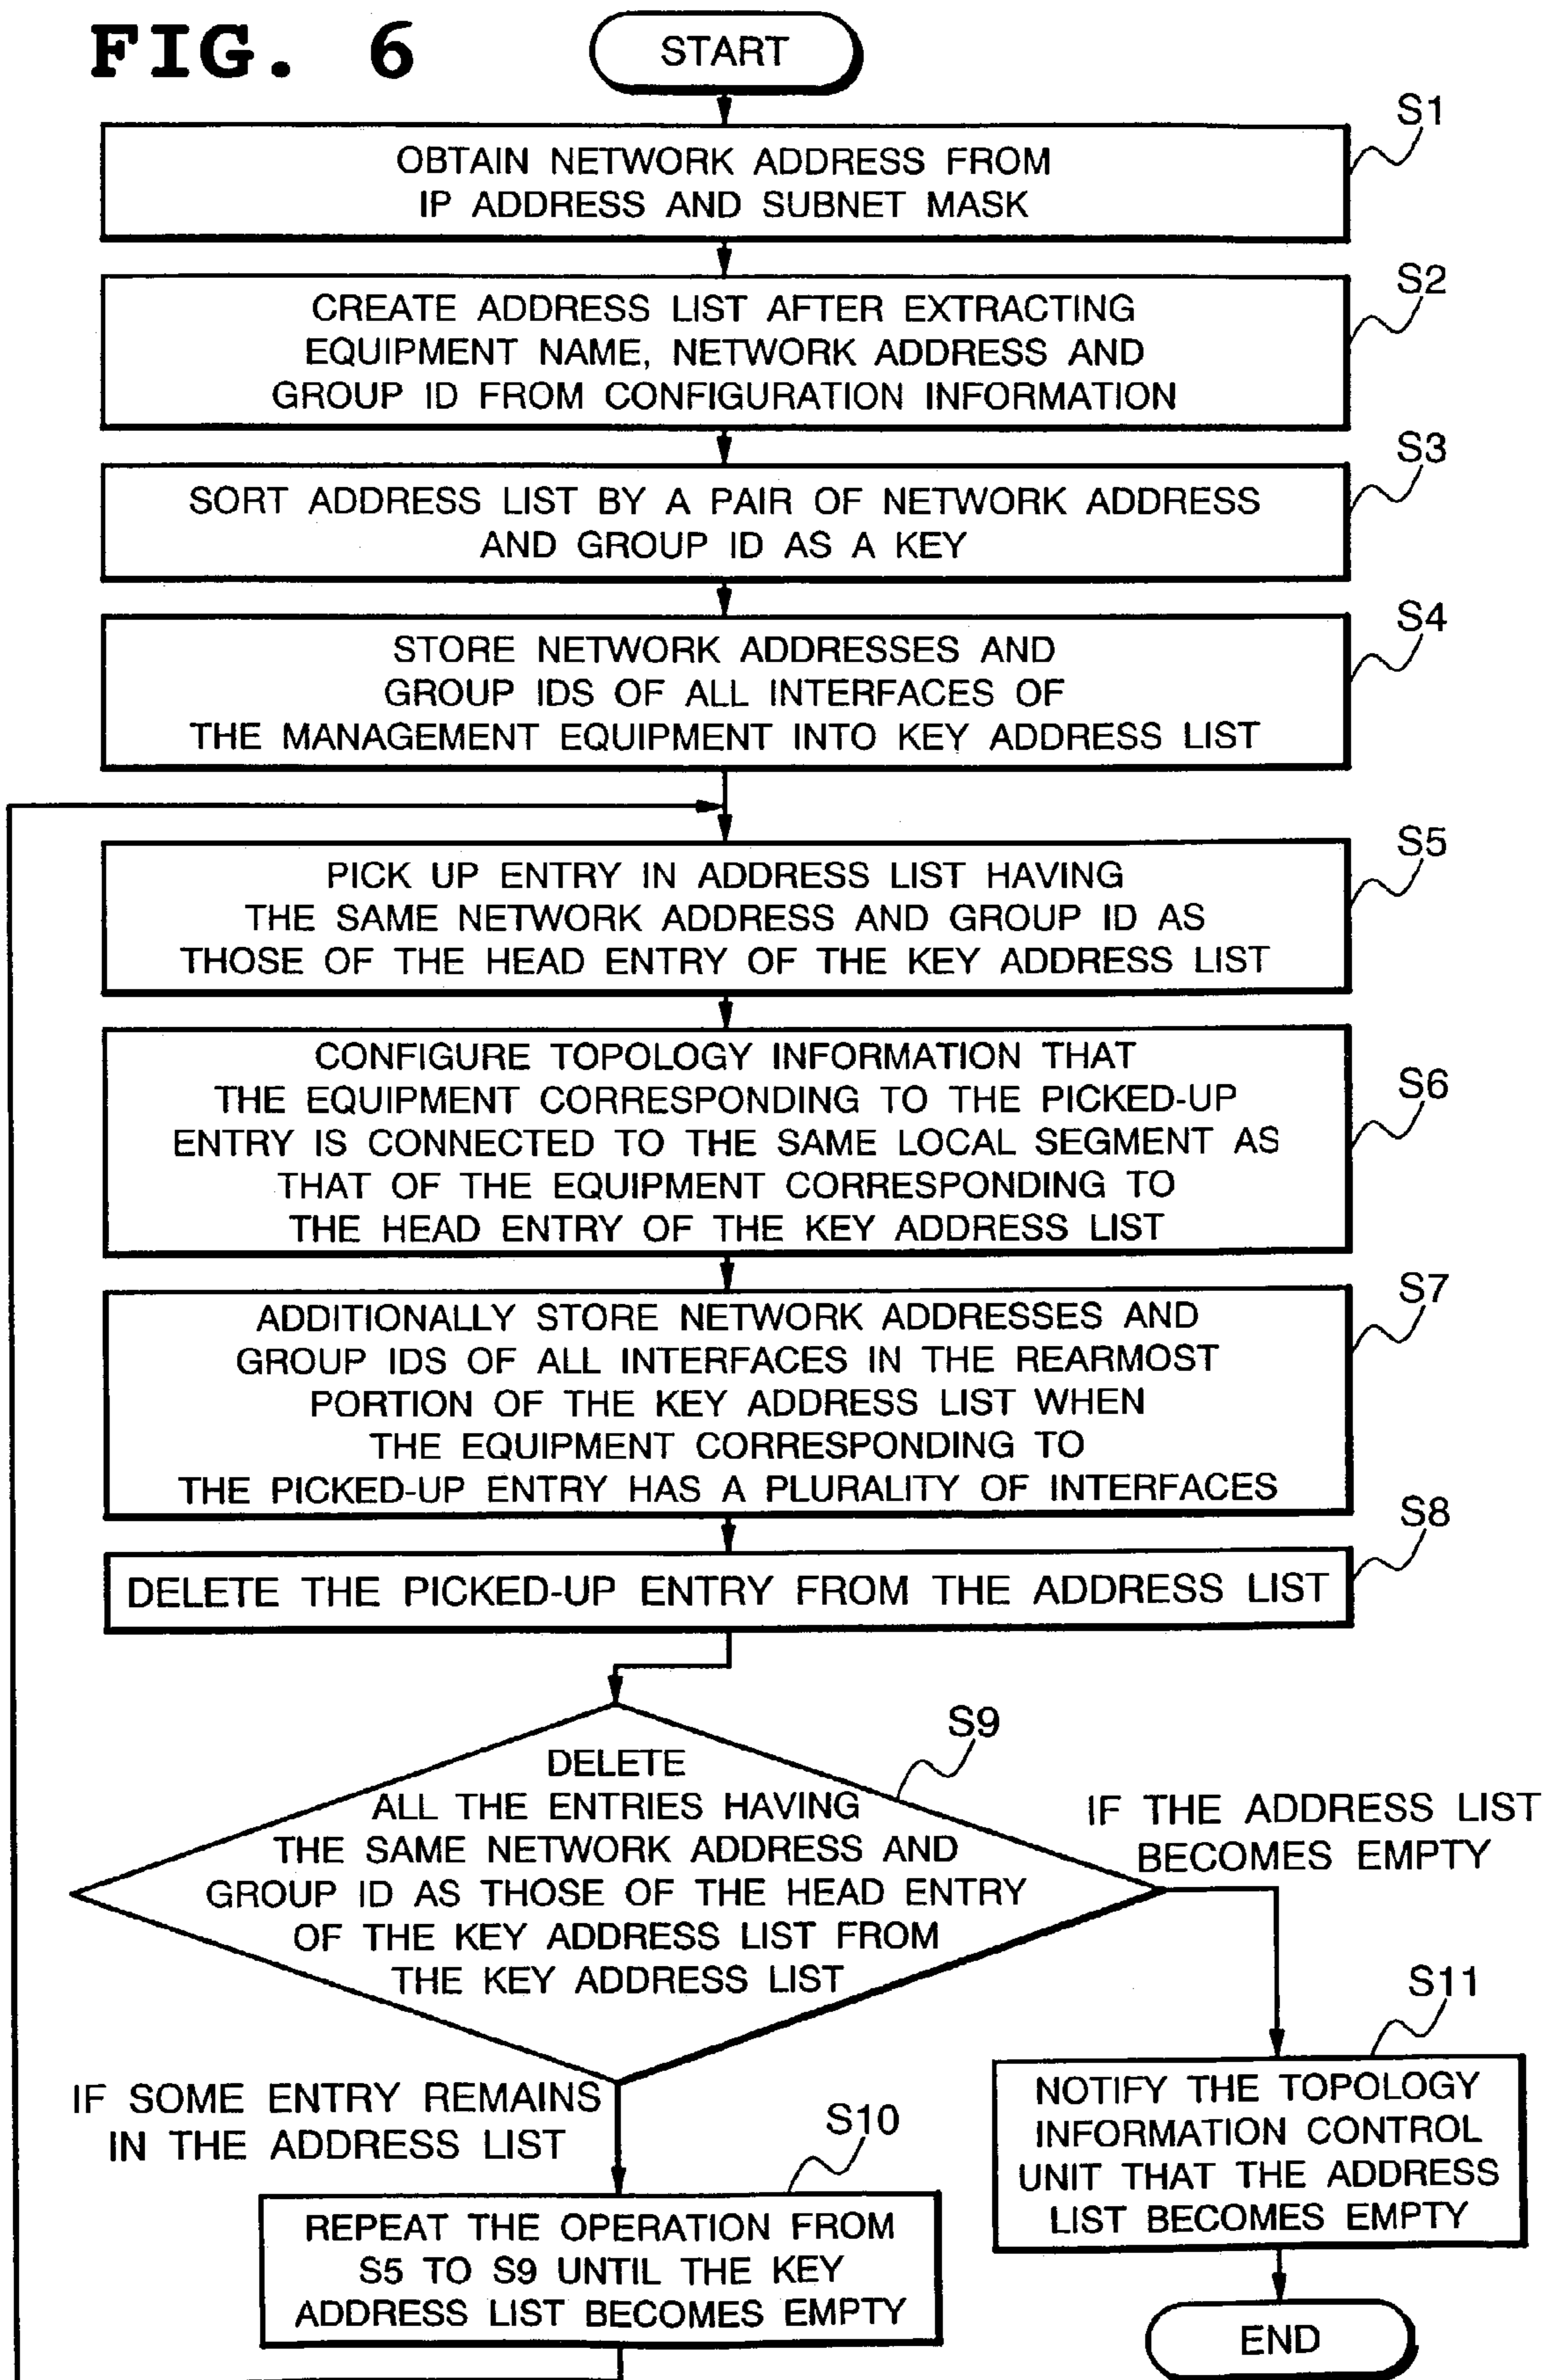 FIG. 6
START
S1
OBTAIN NETWORK ADDRESS FROM
IP ADDRESS AND SUBNET MASK
S2
CREATE ADDRESS LIST AFTER EXTRACTING
EQUIPMENT NAME, NETWORK ADDRESS AND
GROUP ID FROM CONFIGURATION INFORMATION
S3
SORT ADDRESS LIST BY A PAIR OF NETWORK ADDRESS
AND GROUP ID AS A KEY
S4
STORE NETWORK ADDRESSES AND
GROUP IDS OF ALL INTERFACES OF
THE MANAGEMENT EQUIPMENT INTO KEY ADDRESS LIST
S5
PICK UP ENTRY IN ADDRESS LIST HAVING
THE SAME NETWORK ADDRESS AND GROUP ID AS
THOSE OF THE HEAD ENTRY OF THE KEY ADDRESS LIST
S6
CONFIGURE TOPOLOGY INFORMATION THAT
THE EQUIPMENT CORRESPONDING TO THE PICKED-UP
ENTRY IS CONNECTED TO THE SAME LOCAL SEGMENT AS
THAT OF THE EQUIPMENT CORRESPONDING TO
THE HEAD ENTRY OF THE KEY ADDRESS LIST
S7
ADDITIONALLY STORE NETWORK ADDRESSES AND
GROUP IDS OF ALL INTERFACES IN THE REARMOST
PORTION OF THE KEY ADDRESS LIST WHEN
THE EQUIPMENT CORRESPONDING TO
THE PICKED-UP ENTRY HAS A PLURALITY OF INTERFACES
S8
DELETE THE PICKED-UP ENTRY FROM THE ADDRESS LIST
S9
DELETE
ALL THE ENTRIES HAVING
THE SAME NETWORK ADDRESS AND
GROUP ID AS THOSE OF THE HEAD ENTRY
OF THE KEY ADDRESS LIST FROM
THE KEY ADDRESS LIST
IF THE ADDRESS LIST
BECOMES EMPTY
S11
NOTIFY THE TOPOLOGY
INFORMATION CONTROL
UNIT THAT THE ADDRESS
LIST BECOMES EMPTY
IF SOME ENTRY REMAINS
IN THE ADDRESS LIST
S10
REPEAT THE OPERATION FROM
S5 TO S9 UNTIL THE KEY
ADDRESS LIST BECOMES EMPTY
END